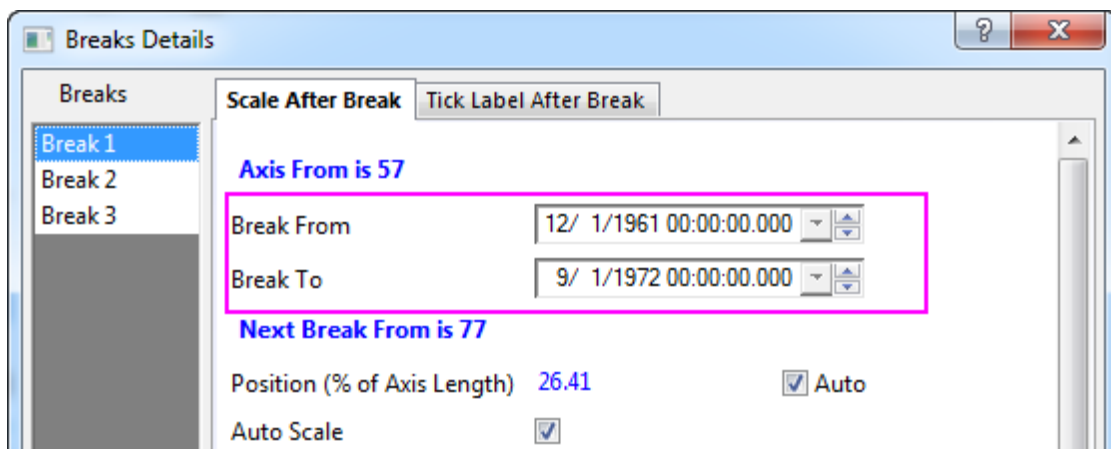 Breaks Details
Breaks
Scale After Break Tick Label After Break
Break 1
Break 2
Break 3
Axis From is 57
Break From 12/ 1/1961 00:00:00.000
Break To 9/ 1/1972 00:00:00.000
Next Break From is 77
Position (% of Axis Length) 26.41 Auto
Auto Scale